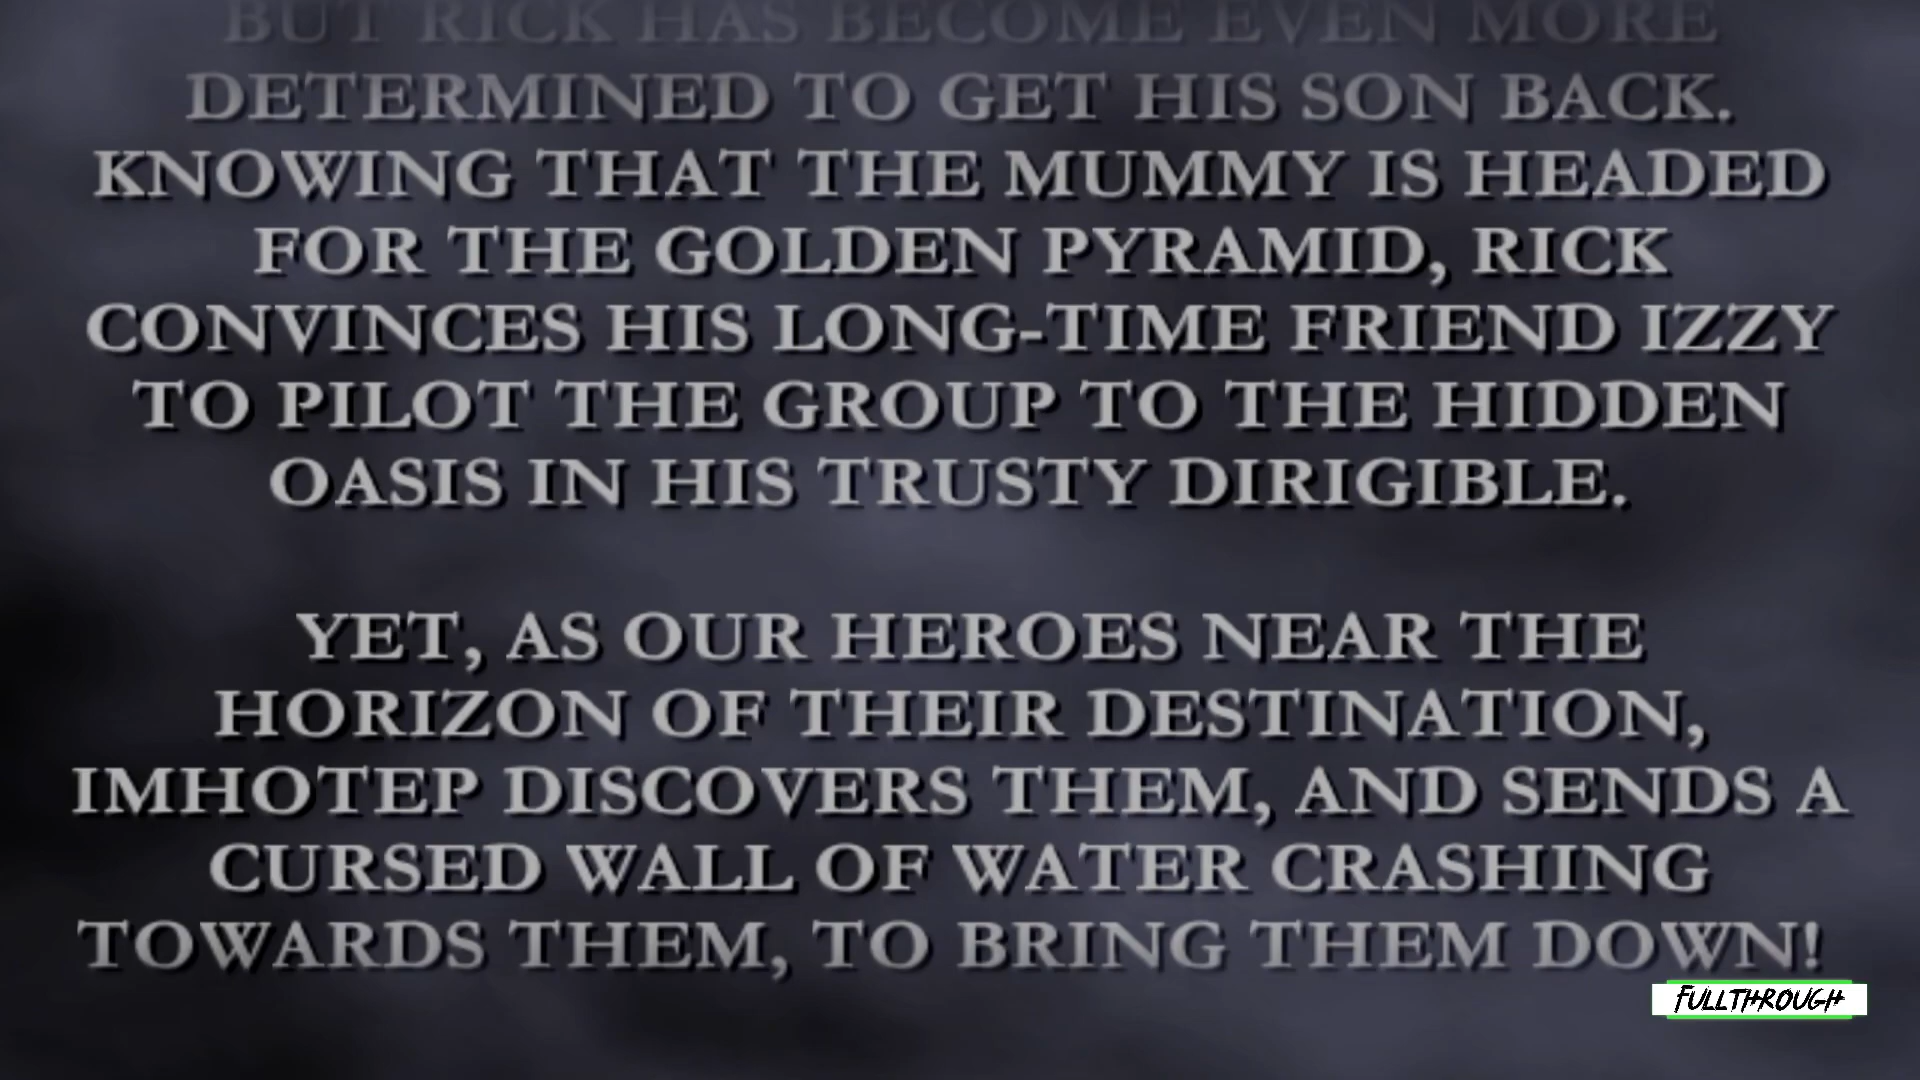 BUT RICK HAS BECOME EVEN MORE
DETERMINED TO GET HIS SON BACK.
KNOWING THAT THE MUMMY IS HEADED
FOR THE GOLDEN PYRAMID, RICK
CONVINCES HIS LONG-TIME FRIEND IZZY
TO PILOT THE GROUP TO THE HIDDEN
OASIS IN HIS TRUSTY DIRIGIBLE.
YET, AS OUR HEROES NEAR THE
HORIZON OF THEIR DESTINATION,
IMHOTEP DISCOVERS THEM, AND SENDS A
CURSED WALL OF WATER CRASHING
TOWARDS THEM, TO BRING THEM DOWN!
FULLTHROUGH